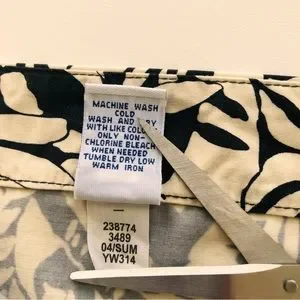 MACHINE WASH
COLD
WASH AND DRY
WITH LIKE COLORS
ONLY NON-
CHLORINE BLEACH
WHEN NEEDED
TUMBLE DRY LOW
WARM IRON
238774
3489
04/SUM
YW314